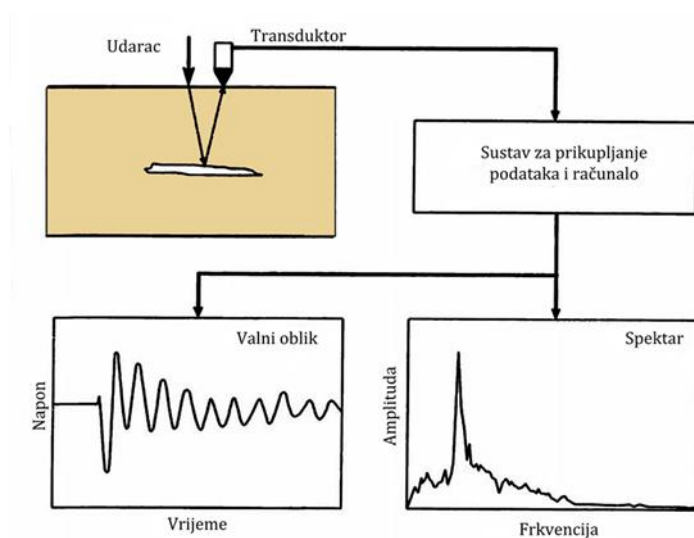 Udarac
Transduktor
Sustav za prikupljanje
podataka i računalo
Valni oblik
Napon
Vrijeme
Spektar
Amplituda
Frkvencija